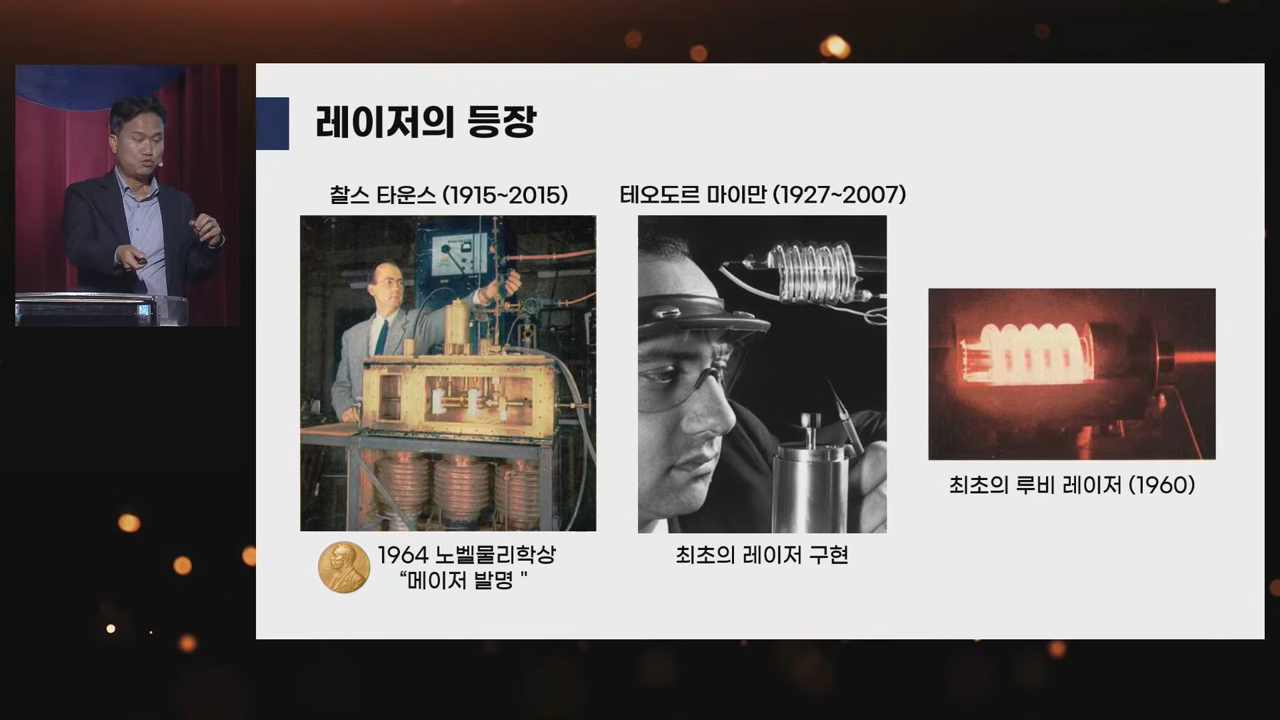 레이저의 등장
찰스 타운스 (1915~2015)
테오도르 마이만 (1927~2007)
1964 노벨물리학상
“메이저 발명 "
최초의 레이저 구현
최초의 루비 레이저 (1960)